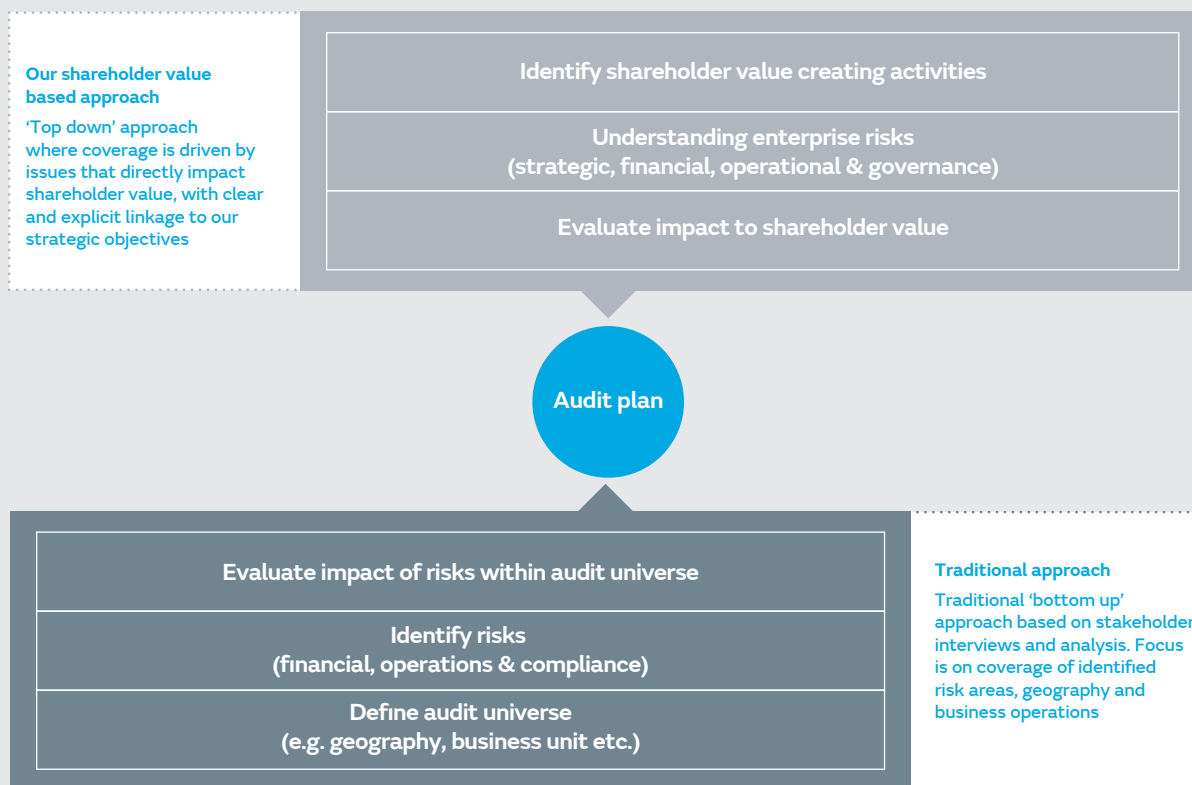 Our shareholder value
based approach
‘Top down’ approach
where coverage is driven by
issues that directly impact
shareholder value, with clear
and explicit linkage to our
strategic objectives
Identify shareholder value creating activities
Understanding enterprise risks
(strategic, financial, operational & governance)
Evaluate impact to shareholder value
Audit plan
Evaluate impact of risks within audit universe
Identify risks
(financial, operations & compliance)
Define audit universe
(e.g. geography, business unit etc.)
Traditional approach
Traditional ‘bottom up’
approach based on stakeholder
interviews and analysis. Focus
is on coverage of identified
risk areas, geography and
business operations